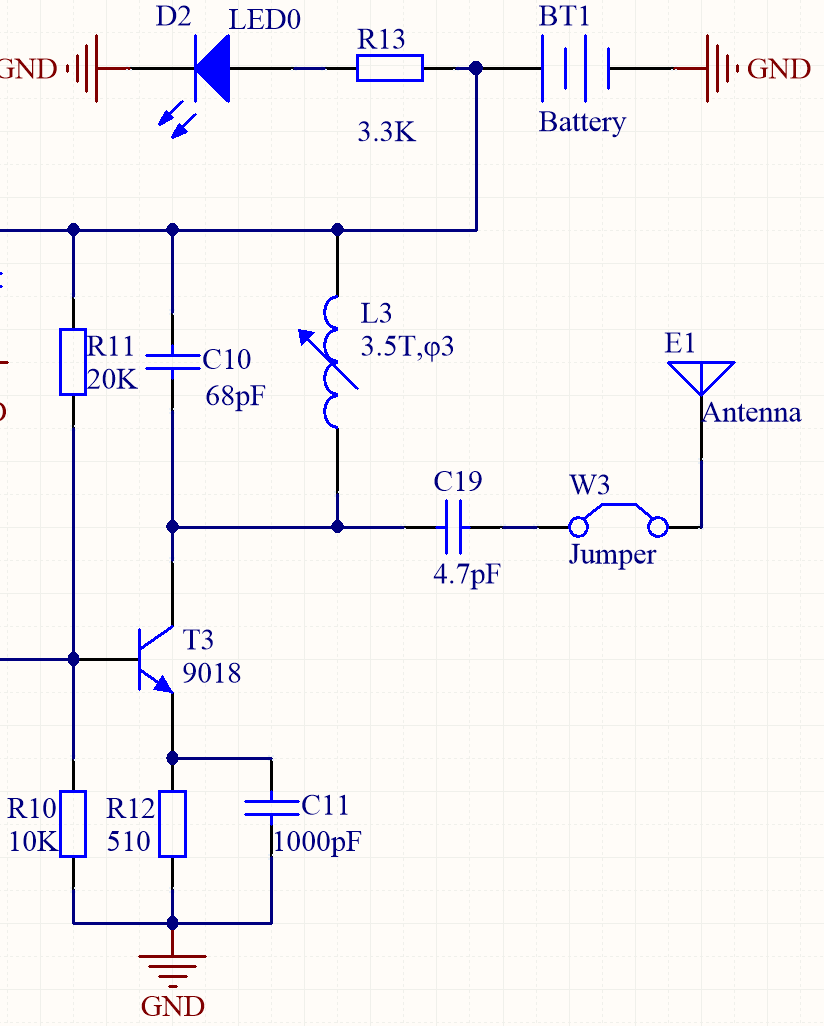 D2
LED0
R13
BT1
GND
GND
3.3K
Battery
L3
3.5T,φ3
R11
20K
C10
68pF
E1
Antenna
C19
4.7pF
W3
Jumper
T3
9018
R10
10K
R12
510
C11
1000pF
GND